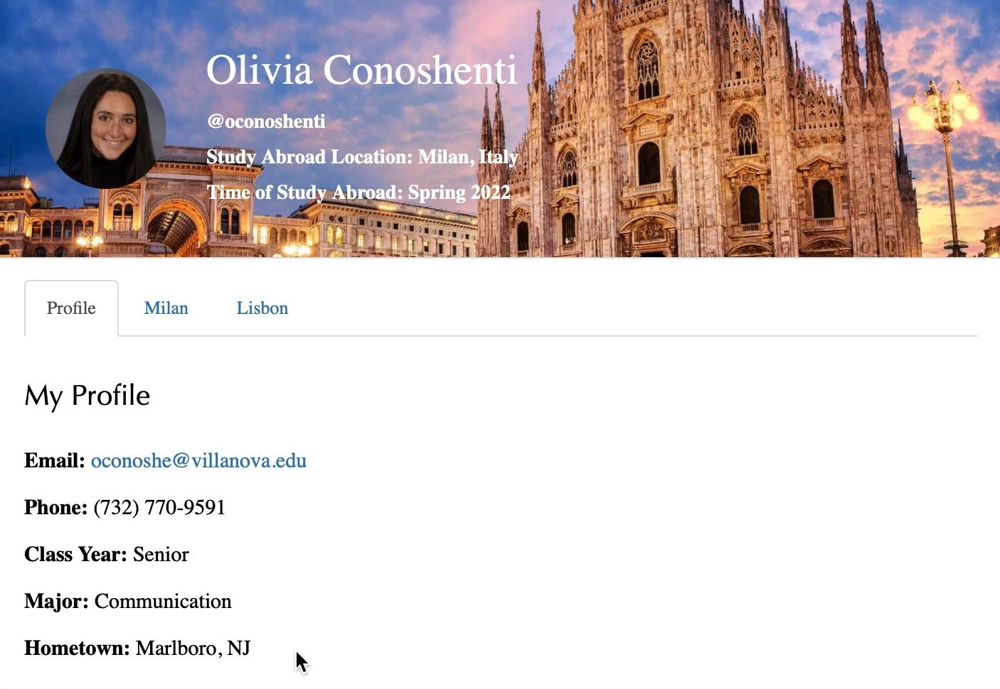 Olivia Conoshenti
@oconoshenti
Study Abroad Location: Milan, Italy
Time of Study Abroad: Spring 2022
Profile
Milan
Lisbon
My Profile
Email: oconoshe@villanova.edu
Phone: (732) 770-9591
Class Year: Senior
Major: Communication
Hometown: Marlboro, NJ